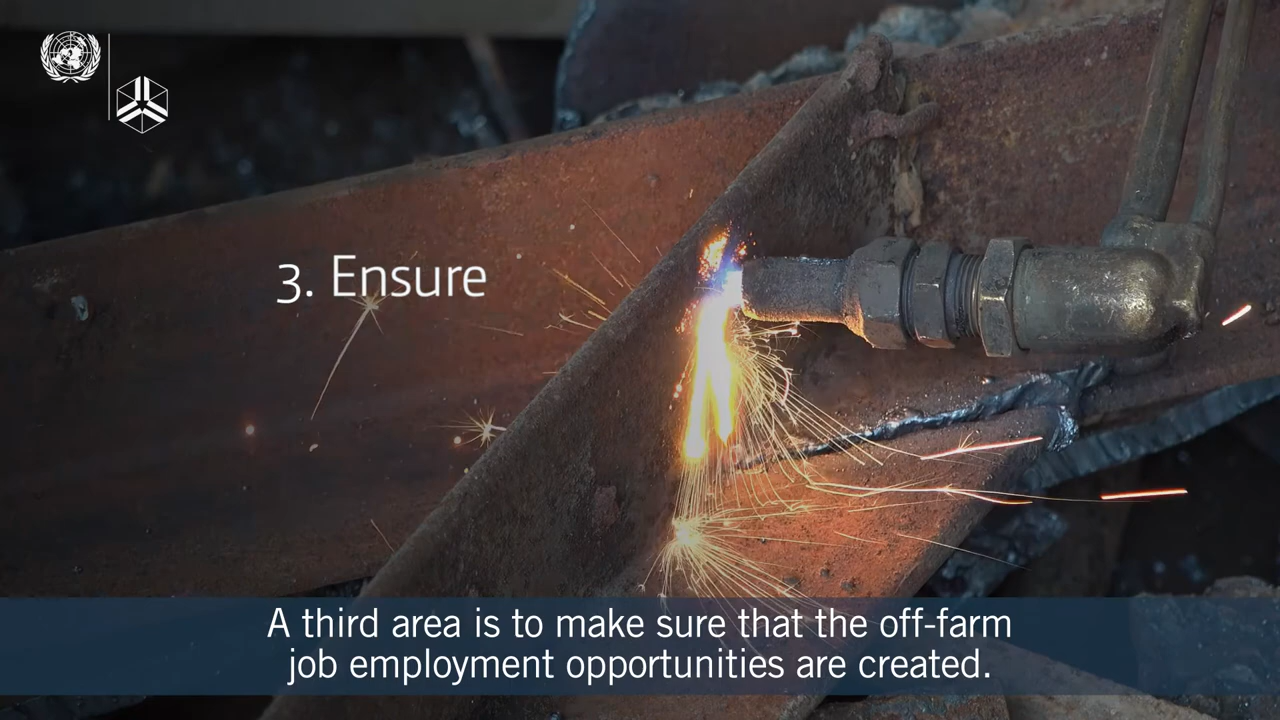 3. Ensure
A third area is to make sure that the off-farm
job employment opportunities are created.